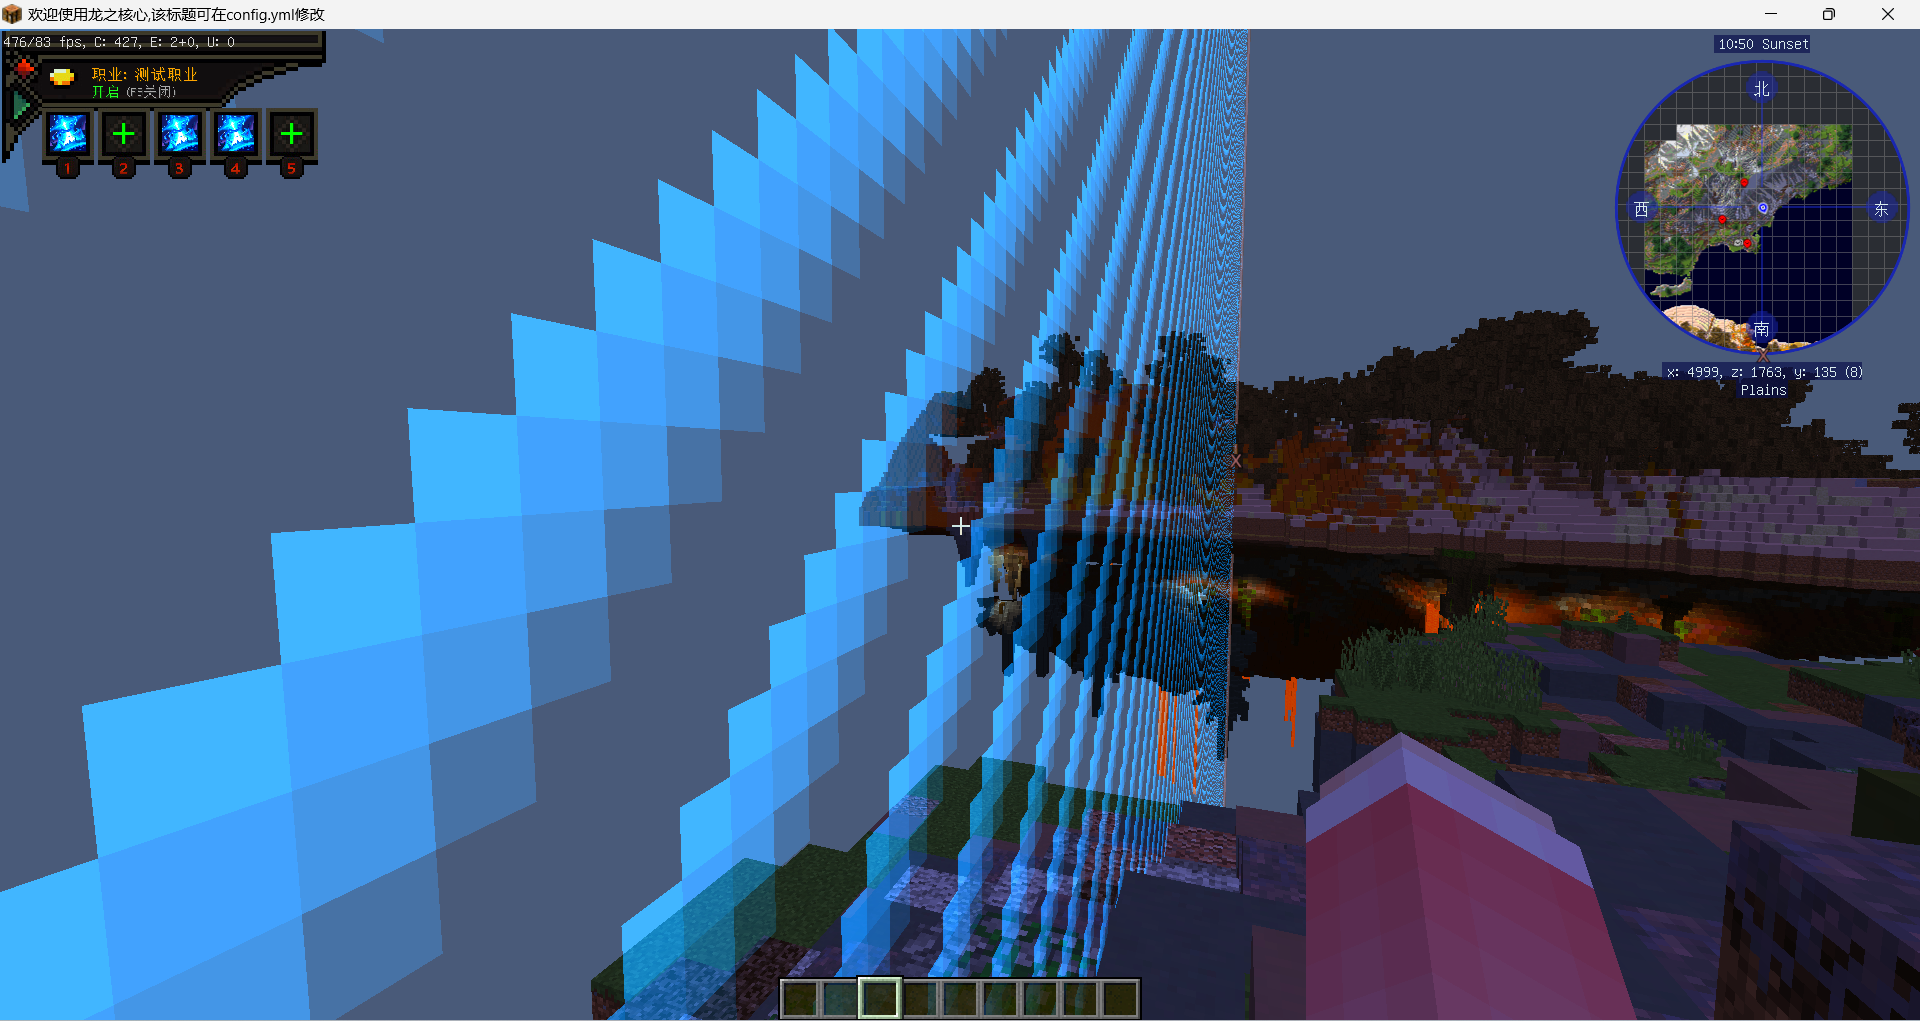 欢迎使用龙之核心,该标题可在config.yml修改
476/83 fps, C: 427, E: 2+0, U: 0
职业: 测试职业
开启 (F6关闭)
1 2 3 4 5
10:50 Sunset
北
西
东
南
X
x: 4999, z: 1763, y: 135 (8)
Plains
X